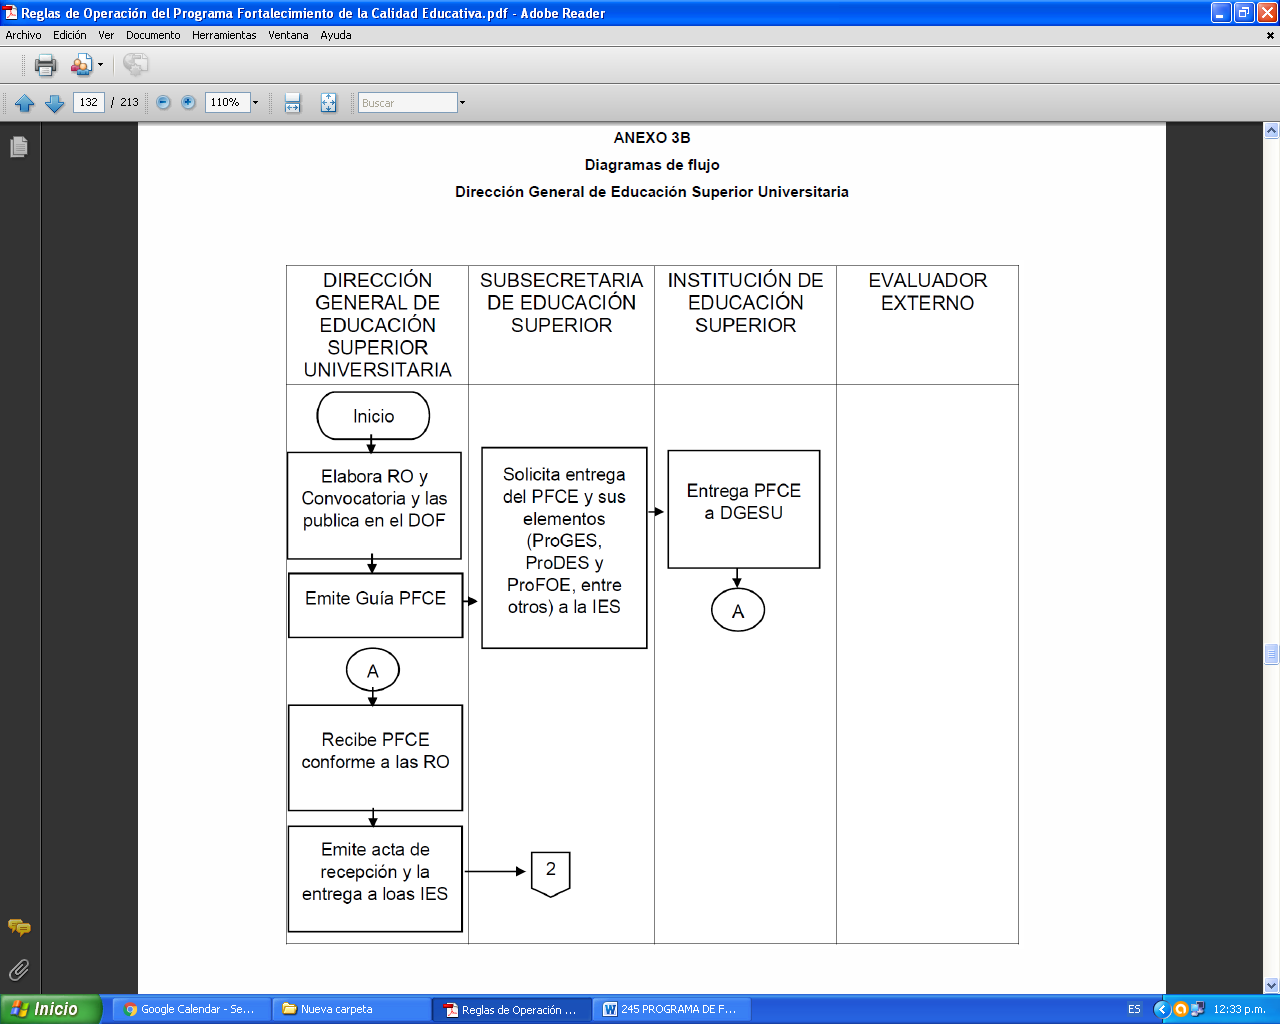 Reglas de Operación del Programa Fortalecimiento de la Calidad Educativa.pdf - Adobe Reader
Archivo Edición Ver Documento Herramientas Ventana Ayuda
132 / 213 110% Buscar
ANEXO 3B
Diagramas de flujo
Dirección General de Educación Superior Universitaria
DIRECCIÓN
GENERAL DE
EDUCACIÓN
SUPERIOR
UNIVERSITARIA
SUBSECRETARIA
DE EDUCACIÓN
SUPERIOR
INSTITUCIÓN DE
EDUCACIÓN
SUPERIOR
EVALUADOR
EXTERNO
Inicio
Elabora RO y
Convocatoria y las
publica en el DOF
Emite Guía PFCE
Solicita entrega
del PFCE y sus
elementos
(ProGES,
ProDES y
ProFOE, entre
otros) a la IES
Entrega PFCE
a DGESU
A
A
Recibe PFCE
conforme a las RO
Emite acta de
recepción y la
entrega a loas IES
2
Inicio
Google Calendar - Se...
Nueva carpeta
Reglas de Operación ...
245 PROGRAMA DE F...
ES
12:33 p.m.